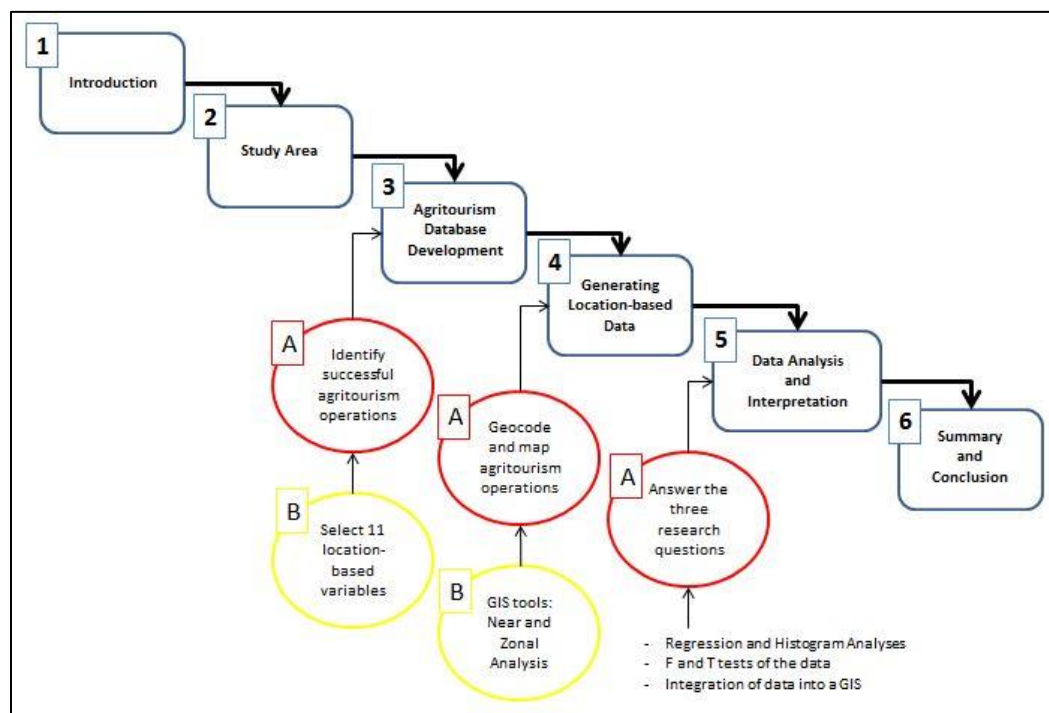 1
Introduction
2
Study Area
3
Agritourism
Database
Development
4
Generating
Location-based
Data
5
Data Analysis
and
Interpretation
6
Summary
and
Conclusion
A
Identify
successful
agritourism
operations
B
Select 11
location-
based
variables
A
Geocode
and map
agritourism
operations
B
GIS tools:
Near and
Zonal
Analysis
A
Answer the
three
research
questions
- Regression and Histogram Analyses
- F and T tests of the data
- Integration of data into a GIS